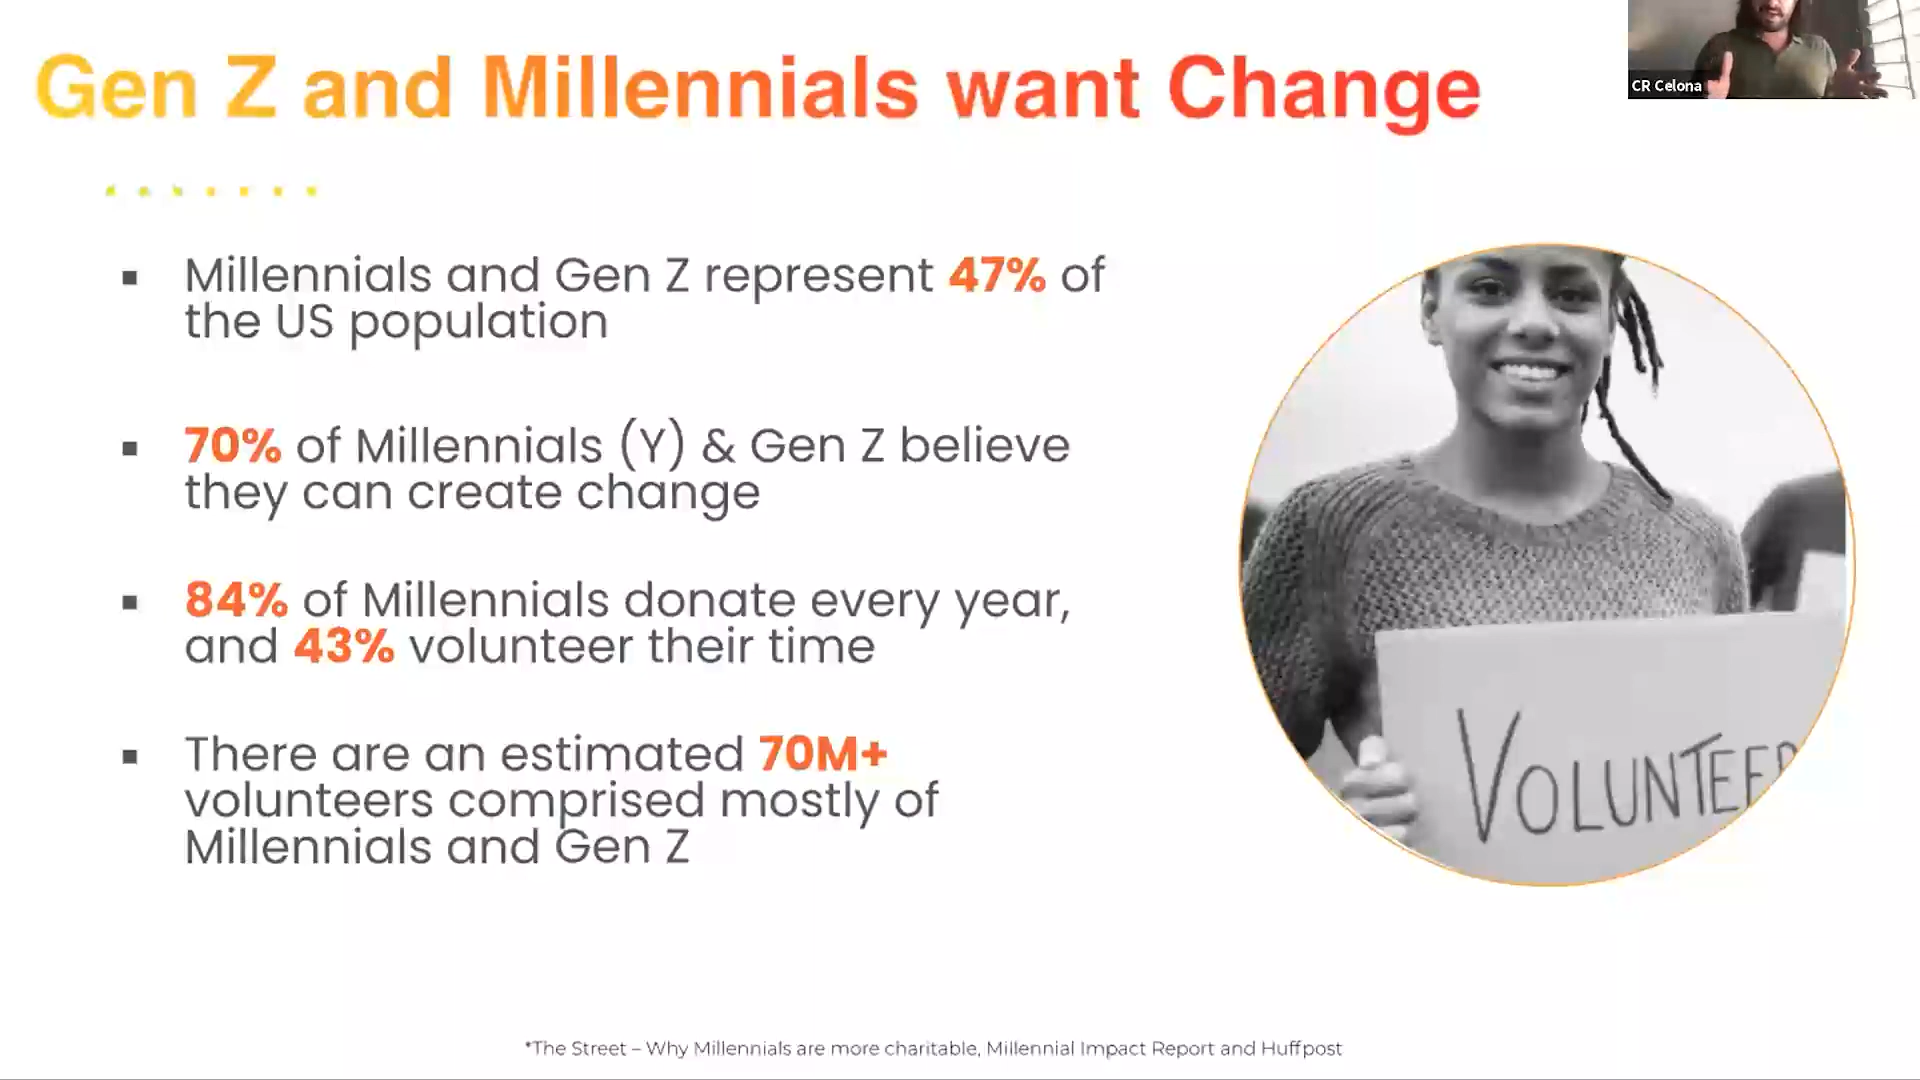 Gen Z and Millennials want Change
CR Celona
Millennials and Gen Z represent 47% of
the US population
70% of Millennials (Y) & Gen Z believe
they can create change
84% of Millennials donate every year,
and 43% volunteer their time
There are an estimated 70M+
volunteers comprised mostly of
Millennials and Gen Z
VOLUNTEER
*The Street – Why Millennials are more charitable, Millennial Impact Report and Huffpost